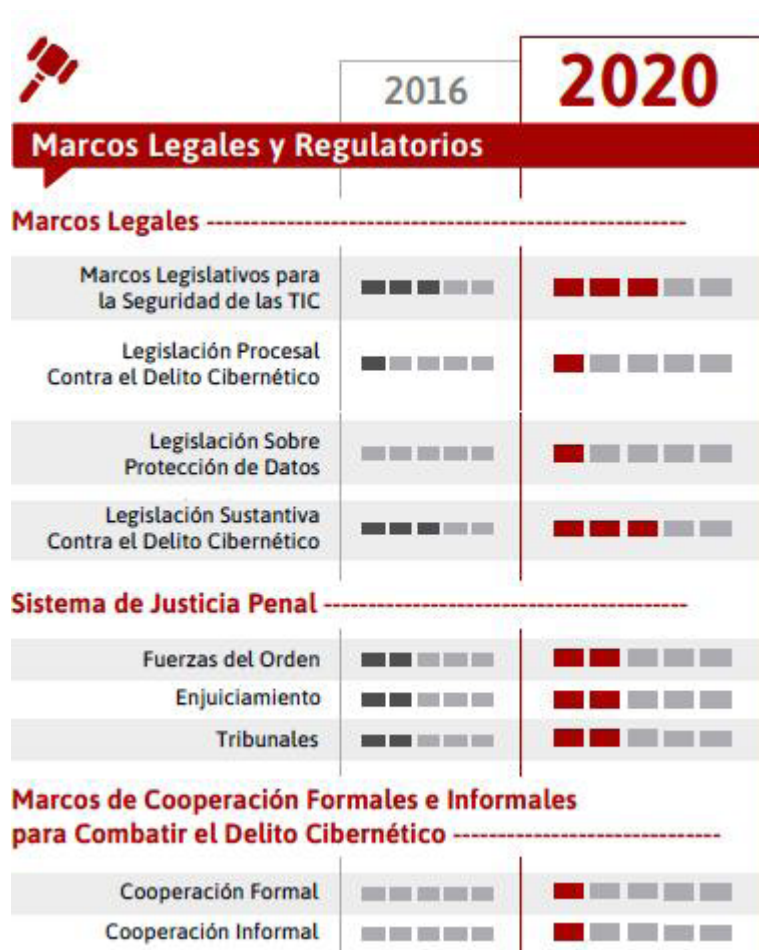 2016
2020
Marcos Legales y Regulatorios
Marcos Legales
Marcos Legislativos para
la Seguridad de las TIC
Legislación Procesal
Contra el Delito Cibernético
Legislación Sobre
Protección de Datos
Legislación Sustantiva
Contra el Delito Cibernético
Sistema de Justicia Penal
Fuerzas del Orden
Enjuiciamiento
Tribunales
Marcos de Cooperación Formales e Informales
para Combatir el Delito Cibernético
Cooperación Formal
Cooperación Informal